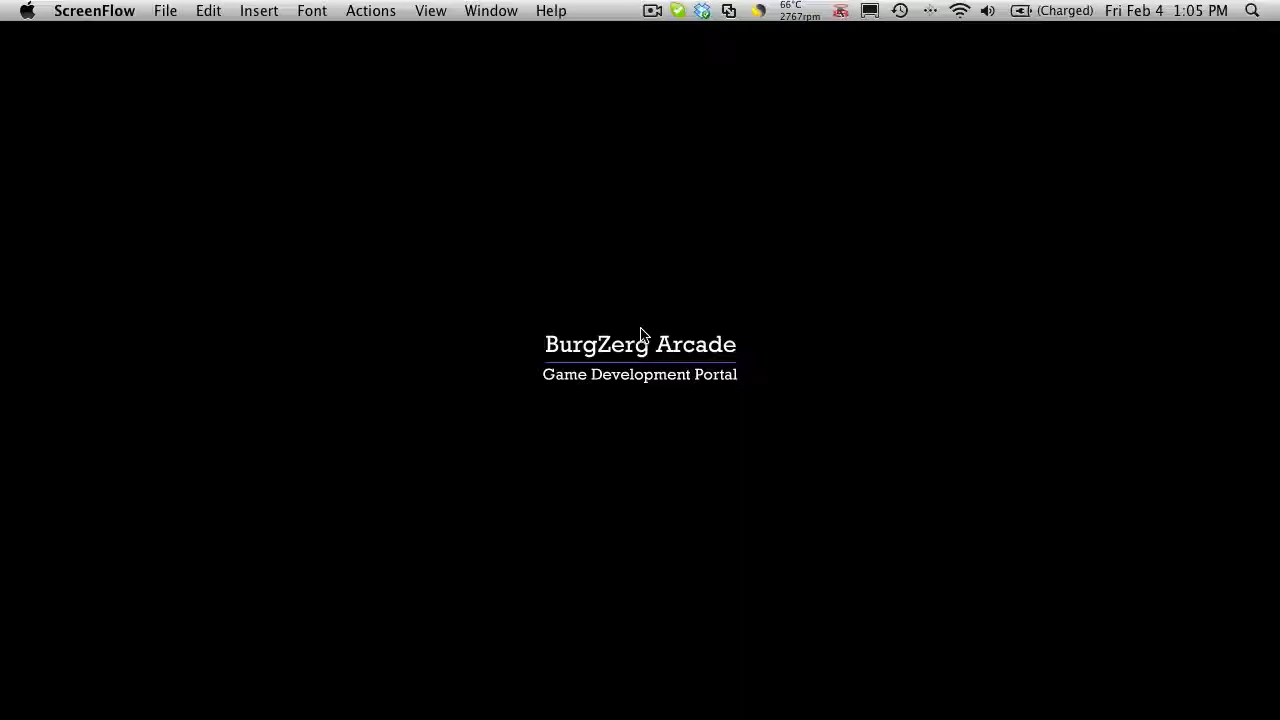 ScreenFlow File Edit Insert Font Actions View Window Help 66°C 2767rpm (Charged) Fri Feb 4 1:05 PM
BurgZerg Arcade
Game Development Portal